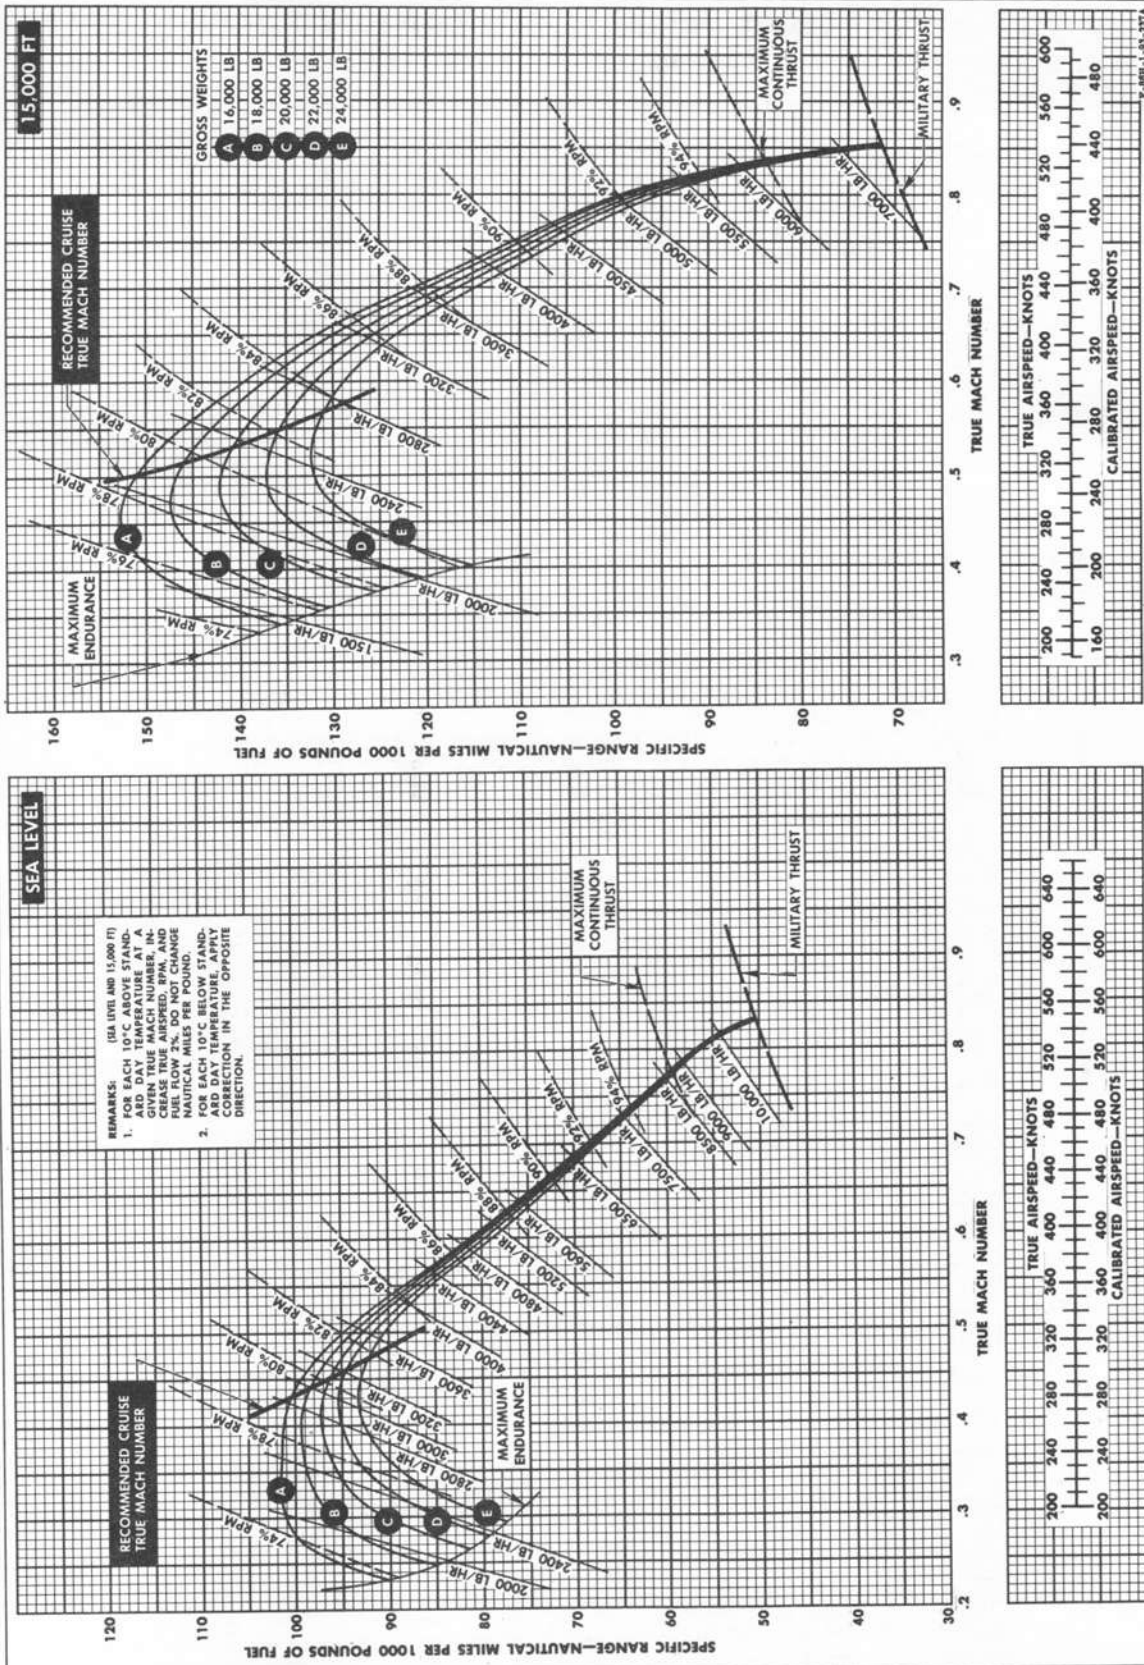 SEA LEVEL
REMARKS: (SEA LEVEL AND 15,000 FT)
1. FOR EACH 10°C ABOVE STAND-
ARD DAY TEMPERATURE AT A
GIVEN TRUE MACH NUMBER, IN-
CREASE TRUE AIRSPEED, RPM, AND
FUEL FLOW 2%. DO NOT CHANGE
NAUTICAL MILES PER POUND.
2. FOR EACH 10°C BELOW STAND-
ARD DAY TEMPERATURE, APPLY
CORRECTION IN THE OPPOSITE
DIRECTION.
RECOMMENDED CRUISE
TRUE MACH NUMBER
SPECIFIC RANGE—NAUTICAL MILES PER 1000 POUNDS OF FUEL
120
110
100
90
80
70
60
50
40
30
74% RPM
78% RPM
80% RPM
82% RPM
84% RPM
86% RPM
88% RPM
90% RPM
92% RPM
94% RPM
A
B
C
D
E
2000 LB/HR
2400 LB/HR
2800 LB/HR
3000 LB/HR
3200 LB/HR
3600 LB/HR
4000 LB/HR
4400 LB/HR
4800 LB/HR
5200 LB/HR
5600 LB/HR
6500 LB/HR
7500 LB/HR
8500 LB/HR
9000 LB/HR
10,000 LB/HR
MAXIMUM
ENDURANCE
MAXIMUM
CONTINUOUS
THRUST
MILITARY THRUST
.2 .3 .4 .5 .6 .7 .8 .9
TRUE MACH NUMBER
TRUE AIRSPEED—KNOTS
200 240 280 320 360 400 440 480 520 560 600 640
200 240 280 320 360 400 440 480 520 560 600 640
CALIBRATED AIRSPEED—KNOTS
15,000 FT
RECOMMENDED CRUISE
TRUE MACH NUMBER
GROSS WEIGHTS
A 16,000 LB
B 18,000 LB
C 20,000 LB
D 22,000 LB
E 24,000 LB
MAXIMUM
ENDURANCE
SPECIFIC RANGE—NAUTICAL MILES PER 1000 POUNDS OF FUEL
160
150
140
130
120
110
100
90
80
70
74% RPM
76% RPM
78% RPM
80% RPM
82% RPM
84% RPM
86% RPM
88% RPM
90% RPM
92% RPM
94% RPM
A
B
C
D
E
1500 LB/HR
2000 LB/HR
2400 LB/HR
2800 LB/HR
3200 LB/HR
3600 LB/HR
4000 LB/HR
4500 LB/HR
5000 LB/HR
5500 LB/HR
6000 LB/HR
7000 LB/HR
MAXIMUM
CONTINUOUS
THRUST
MILITARY THRUST
.3 .4 .5 .6 .7 .8 .9
TRUE MACH NUMBER
TRUE AIRSPEED—KNOTS
200 240 280 320 360 400 440 480 520 560 600
160 200 240 280 320 360 400 440 480
CALIBRATED AIRSPEED—KNOTS